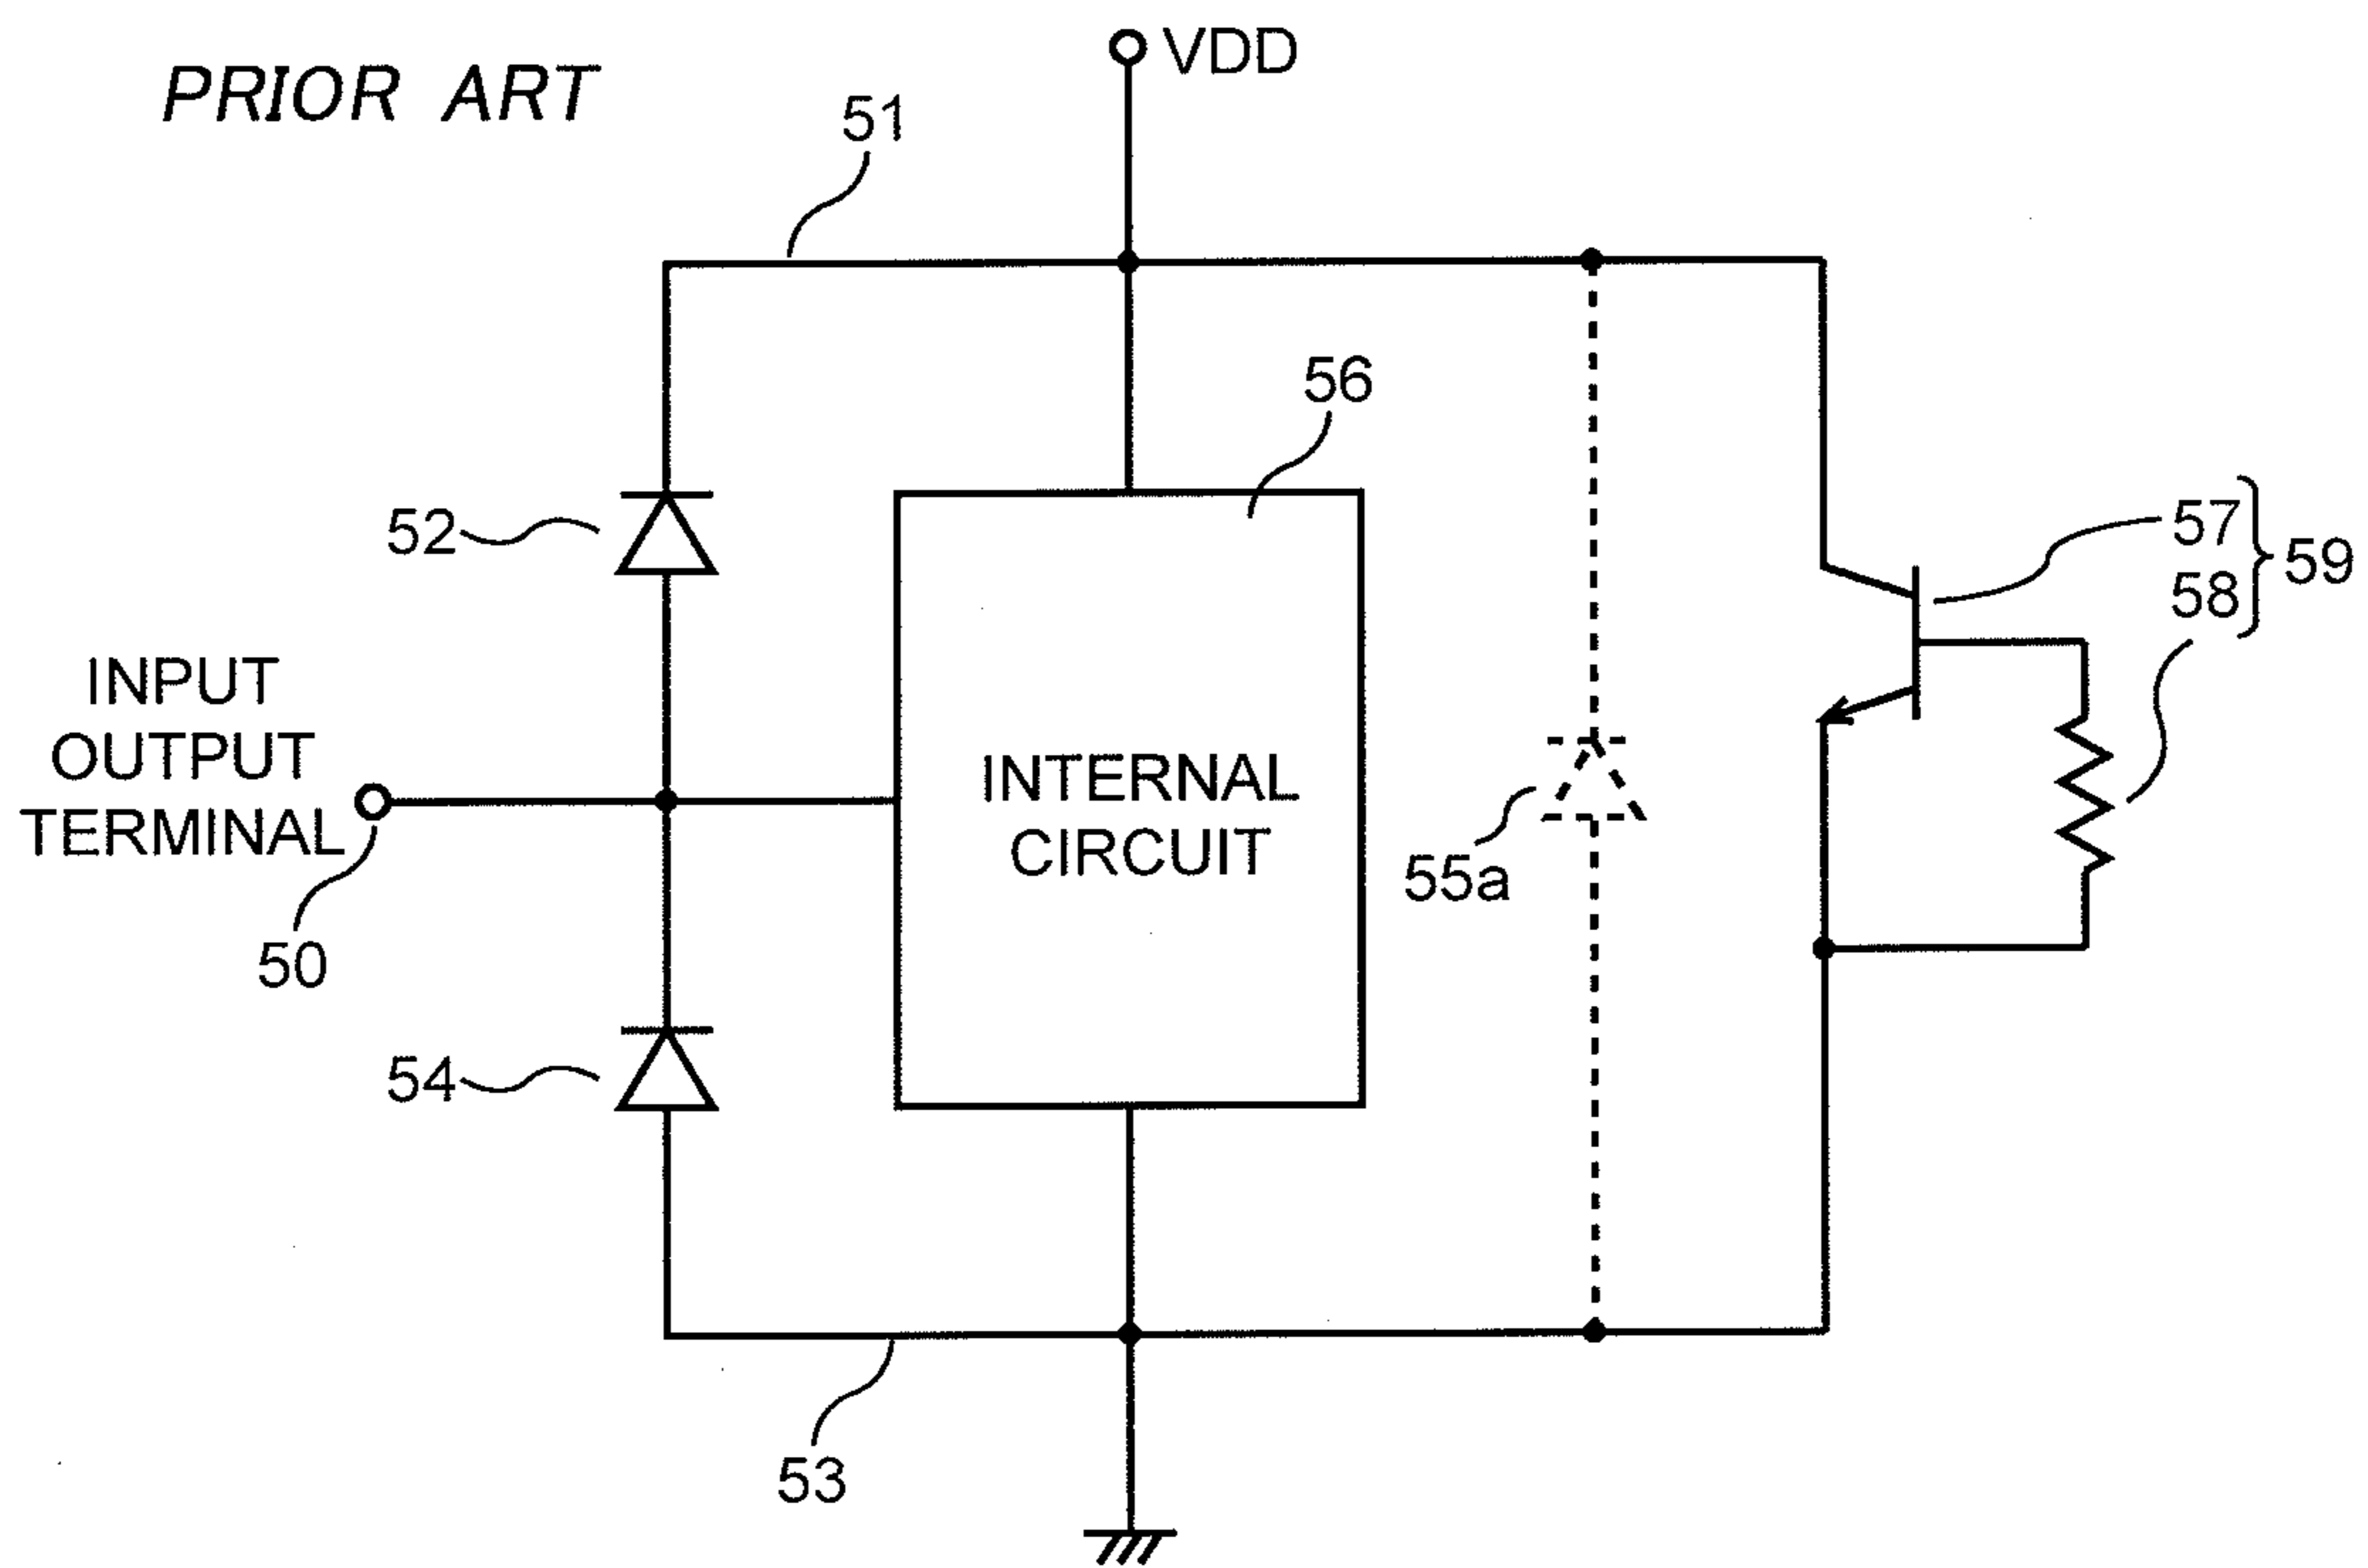 PRIOR ART
VDD
51
56
52
57
58
59
INPUT
OUTPUT
TERMINAL
INTERNAL
CIRCUIT
55a
50
54
53